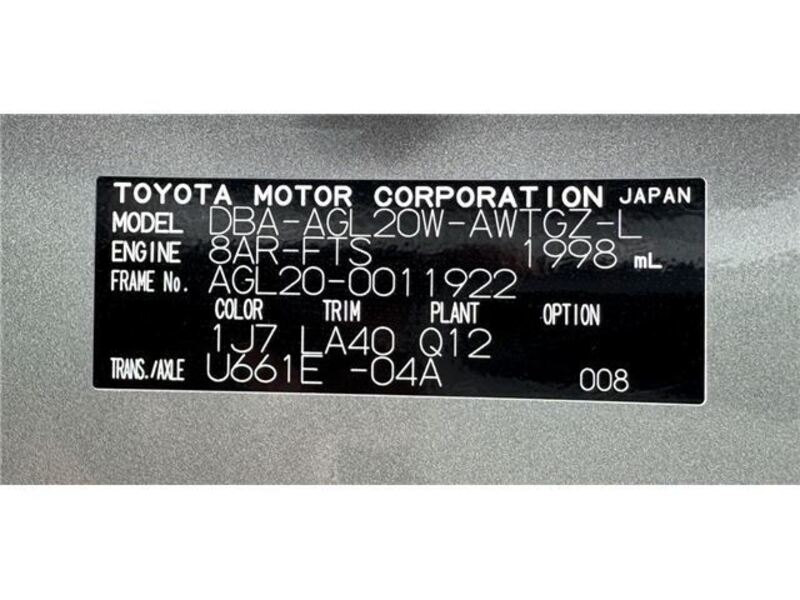 TOYOTA MOTOR CORPORATION JAPAN
MODEL DBA-AGL20W-AWTGZ-L
ENGINE 8AR-FTS 1998 mL
FRAME No. AGL20-0011922
COLOR TRIM PLANT OPTION
1J7 LA40 Q12
TRANS./AXLE U661E -04A 008